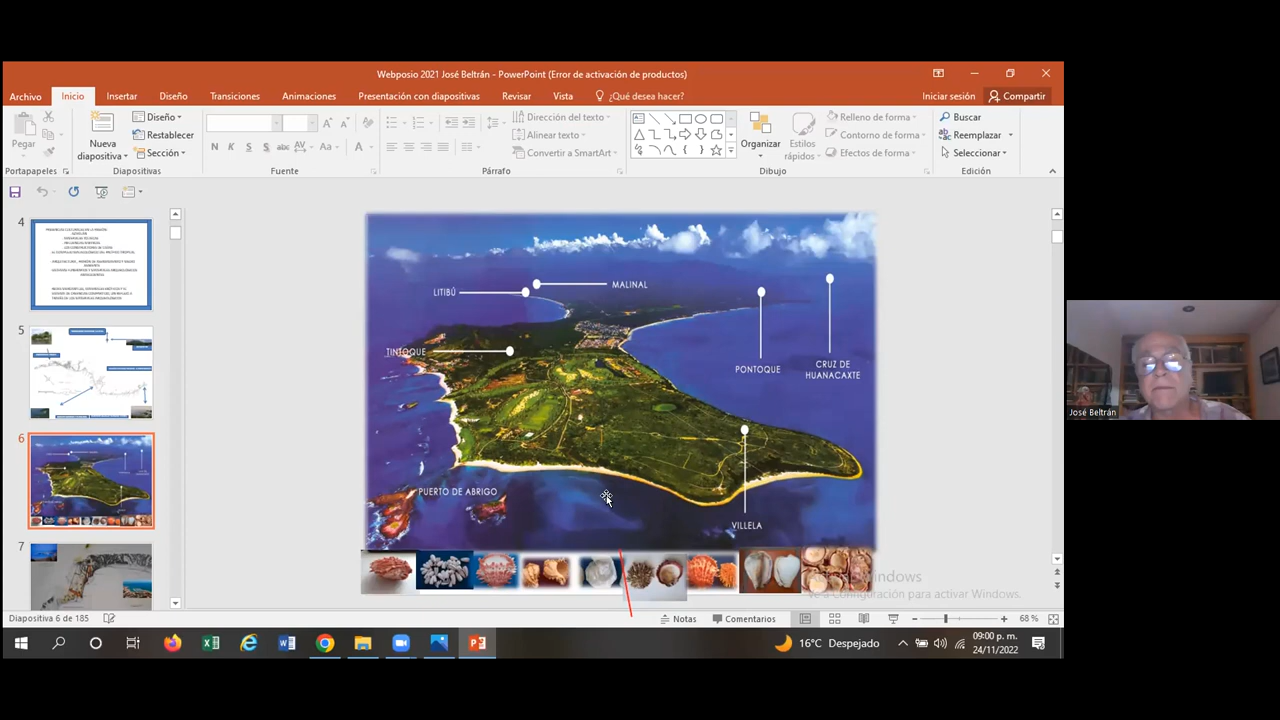 Webposio 2021 José Beltrán - PowerPoint (Error de activación de productos)
Archivo Inicio Insertar Diseño Transiciones Animaciones Presentación con diapositivas Revisar Vista ¿Qué desea hacer? Iniciar sesión Compartir
Pegar
Portapapeles
Nueva diapositiva
Diseño
Restablecer
Sección
Diapositivas
N K S S abc AV Aa A
Fuente
Dirección del texto
Alinear texto
Convertir a SmartArt
Párrafo
Organizar
Estilos rápidos
Relleno de forma
Contorno de forma
Efectos de forma
Dibujo
Buscar
Reemplazar
Seleccionar
Edición
4
5
6
7
LITIBÚ
MALINAL
TINTOQUE
PONTOQUE
CRUZ DE
HUANACAXTE
PUERTO DE ABRIGO
VILLELA
Windows
Ve a Configuración para activar Windows.
José Beltrán
Diapositiva 6 de 185
Notas
Comentarios
68 %
16°C Despejado
09:00 p. m.
24/11/2022